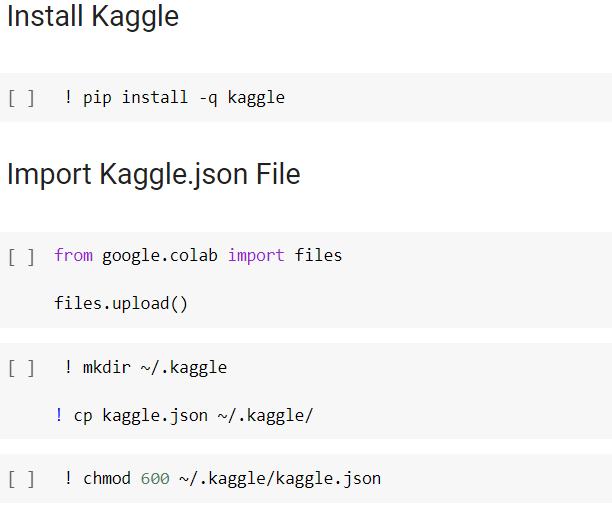 Install Kaggle
[ ] ! pip install -q kaggle
Import Kaggle.json File
[ ] from google.colab import files
files.upload()
[ ] ! mkdir ~/.kaggle
! cp kaggle.json ~/.kaggle/
[ ] ! chmod 600 ~/.kaggle/kaggle.json